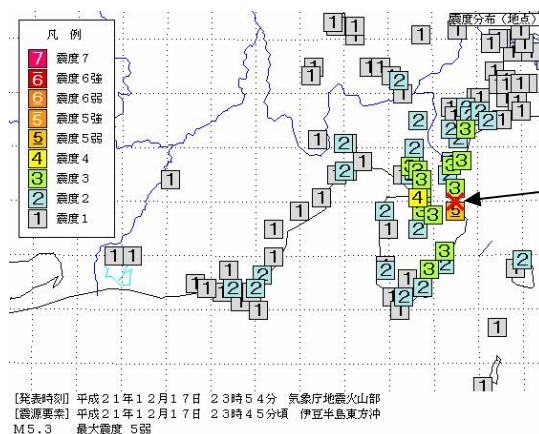 震度分布(地点)
凡 例
7 震度7
6 震度6強
6 震度6弱
5 震度5強
5 震度5弱
4 震度4
3 震度3
2 震度2
1 震度1
[発表時刻] 平成21年12月17日 23時54分 気象庁地震火山部
[震源要素] 平成21年12月17日 23時45分頃 伊豆半島東方沖
M5.3 最大震度 5弱